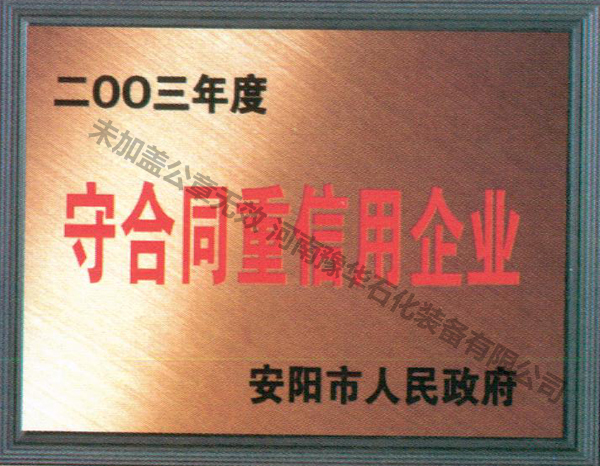 二OO三年度
守合同重信用企业
安阳市人民政府
未加盖公章无效 河南豫华石化装备有限公司